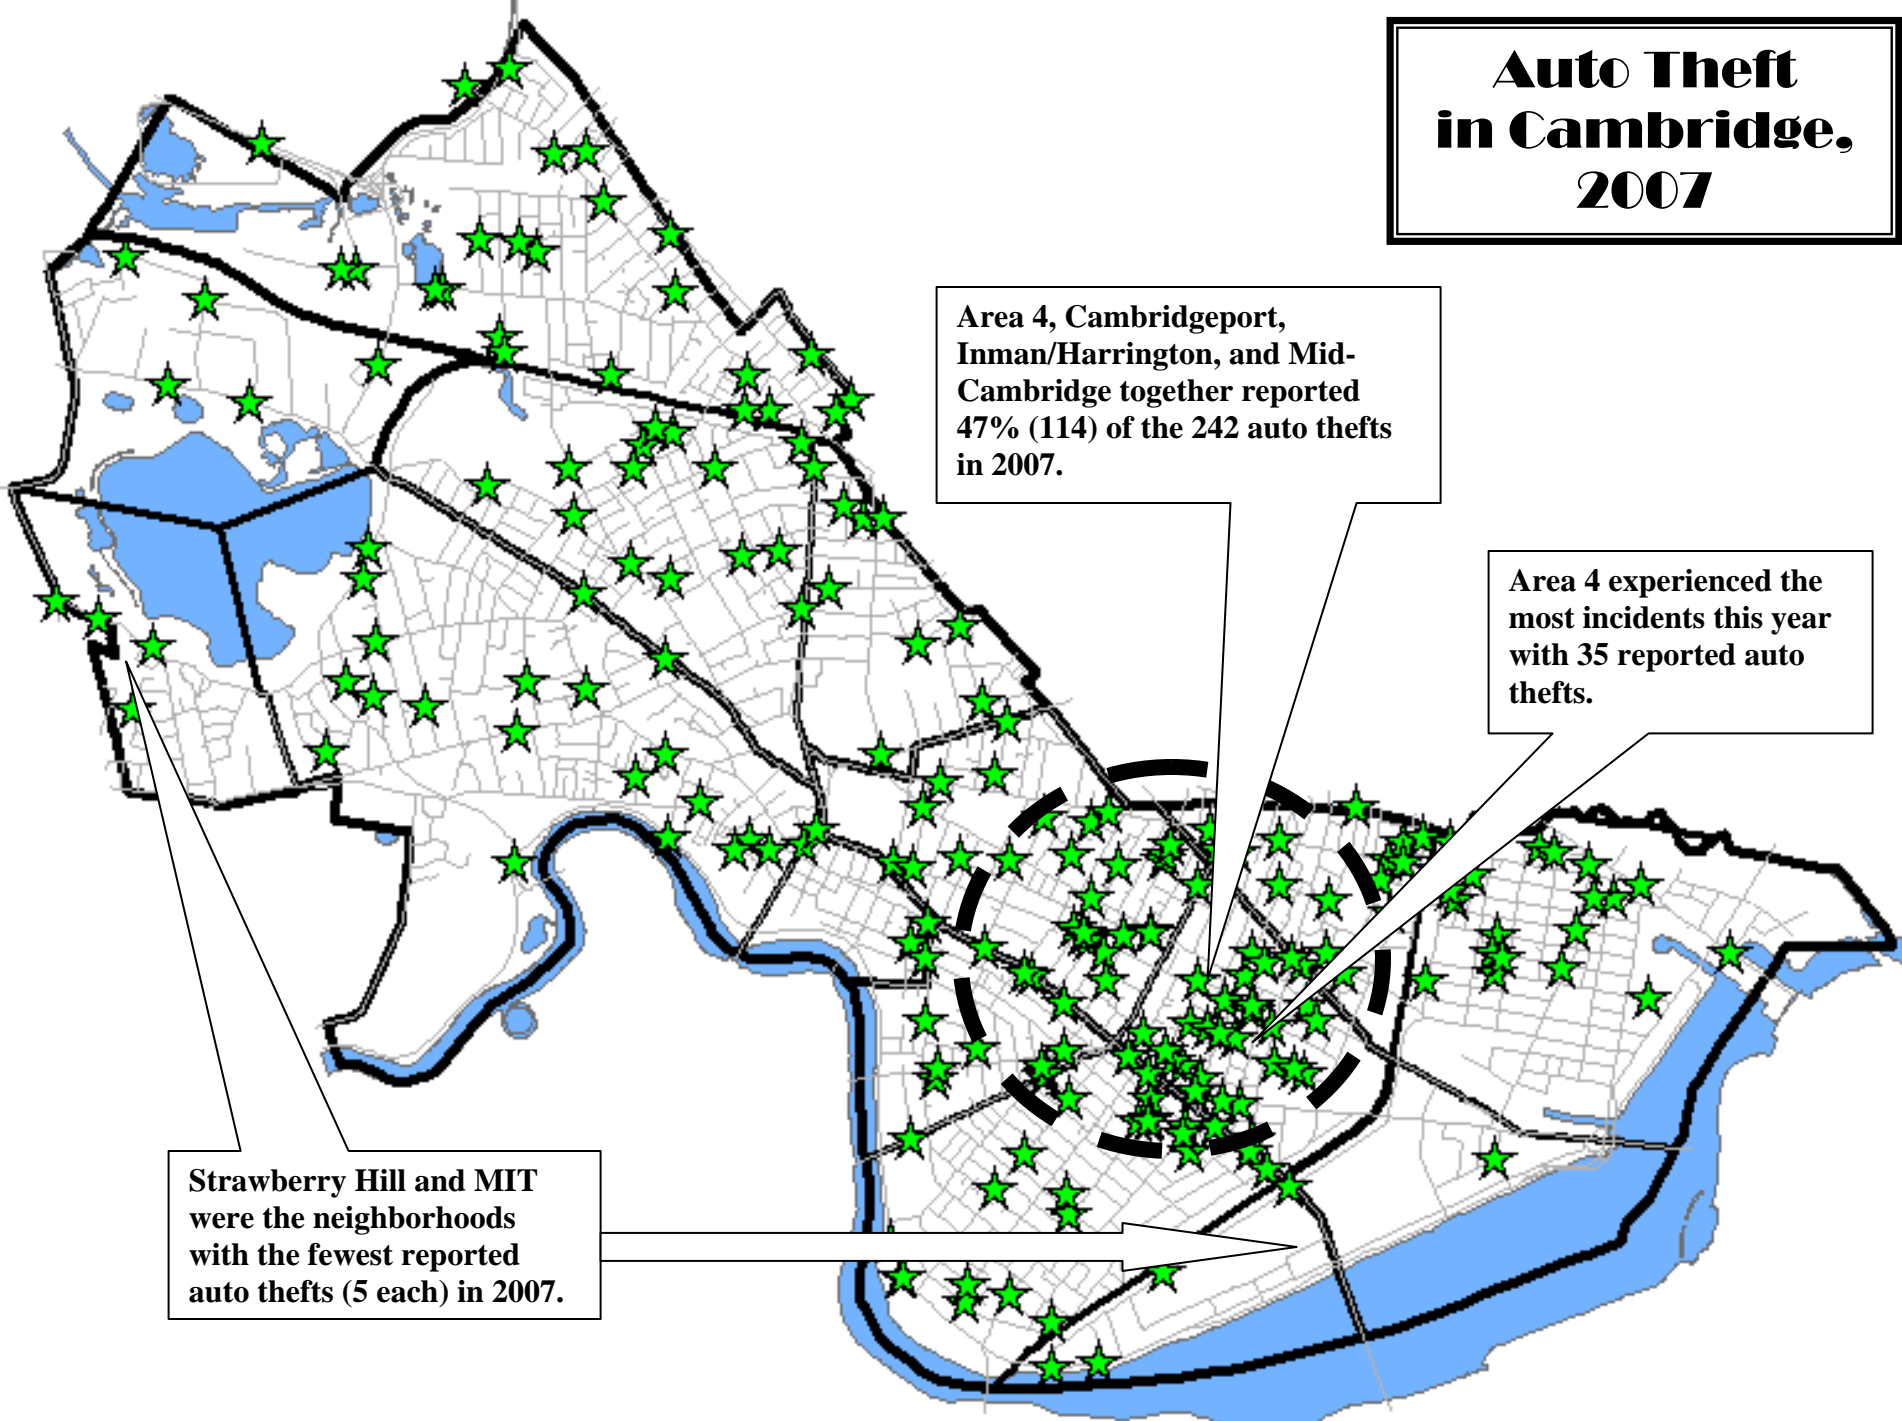 Auto Theft
in Cambridge,
2007
Area 4, Cambridgeport,
Inman/Harrington, and Mid-
Cambridge together reported
47% (114) of the 242 auto thefts
in 2007.
Area 4 experienced the
most incidents this year
with 35 reported auto
thefts.
Strawberry Hill and MIT
were the neighborhoods
with the fewest reported
auto thefts (5 each) in 2007.